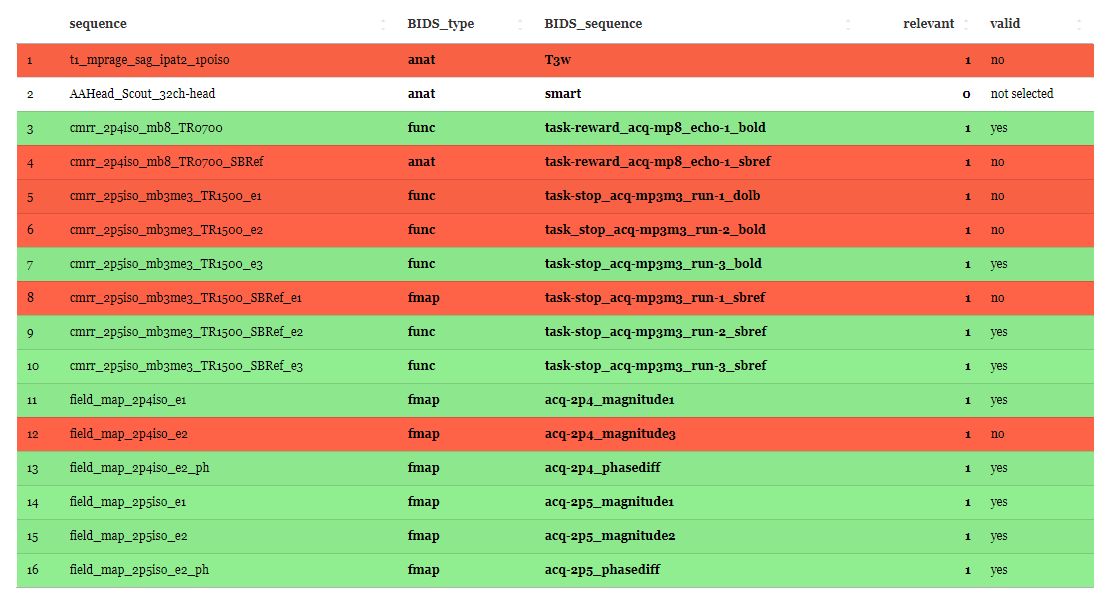 sequence BIDS_type BIDS_sequence relevant valid
1 t1_mprage_sag_ipat2_1p0iso anat T3w 1 no
2 AAHead_Scout_32ch-head anat smart 0 not selected
3 cmrr_2p4iso_mb8_TR0700 func task-reward_acq-mp8_echo-1_bold 1 yes
4 cmrr_2p4iso_mb8_TR0700_SBRef anat task-reward_acq-mp8_echo-1_sbref 1 no
5 cmrr_2p5iso_mb3me3_TR1500_e1 func task-stop_acq-mp3m3_run-1_dolb 1 no
6 cmrr_2p5iso_mb3me3_TR1500_e2 func task_stop_acq-mp3m3_run-2_bold 1 no
7 cmrr_2p5iso_mb3me3_TR1500_e3 func task-stop_acq-mp3m3_run-3_bold 1 yes
8 cmrr_2p5iso_mb3me3_TR1500_SBRef_e1 fmap task-stop_acq-mp3m3_run-1_sbref 1 no
9 cmrr_2p5iso_mb3me3_TR1500_SBRef_e2 func task-stop_acq-mp3m3_run-2_sbref 1 yes
10 cmrr_2p5iso_mb3me3_TR1500_SBRef_e3 func task-stop_acq-mp3m3_run-3_sbref 1 yes
11 field_map_2p4iso_e1 fmap acq-2p4_magnitude1 1 yes
12 field_map_2p4iso_e2 fmap acq-2p4_magnitude3 1 no
13 field_map_2p4iso_e2_ph fmap acq-2p4_phasediff 1 yes
14 field_map_2p5iso_e1 fmap acq-2p5_magnitude1 1 yes
15 field_map_2p5iso_e2 fmap acq-2p5_magnitude2 1 yes
16 field_map_2p5iso_e2_ph fmap acq-2p5_phasediff 1 yes